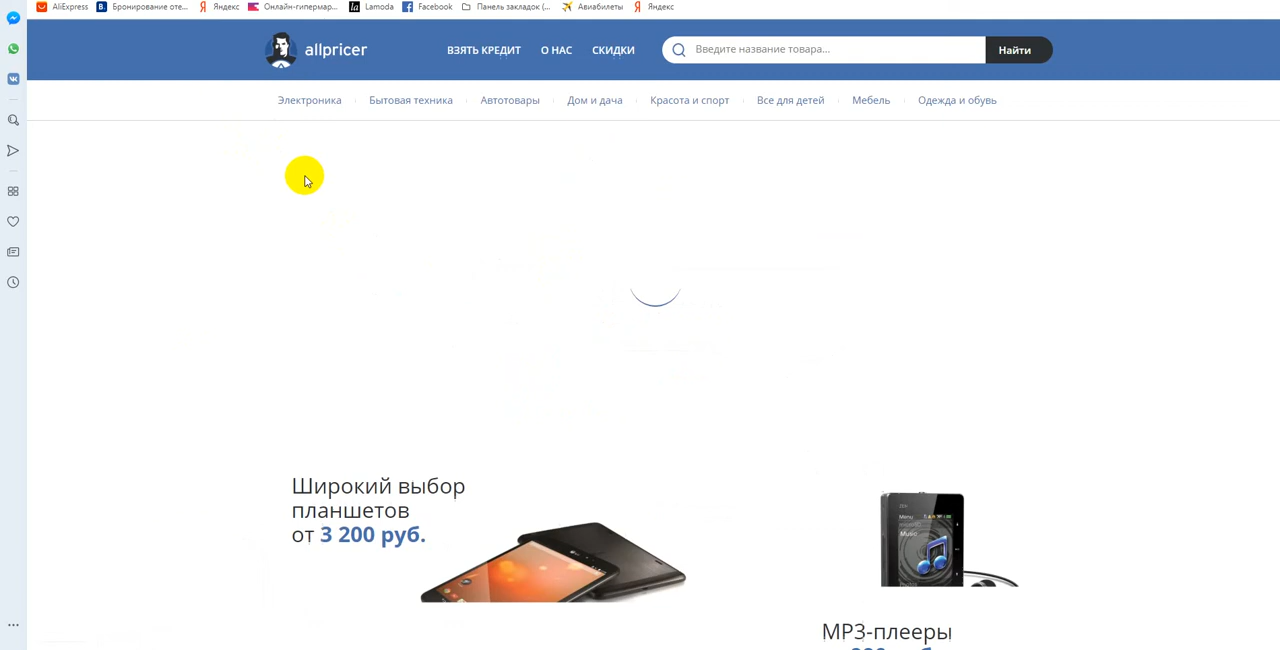 AliExpress Бронирование оте... Яндекс Онлайн-гипермар... Lamoda Facebook Панель закладок (... Авиабилеты Яндекс
allpricer ВЗЯТЬ КРЕДИТ О НАС СКИДКИ Введите название товара... Найти
Электроника Бытовая техника Автотовары Дом и дача Красота и спорт Все для детей Мебель Одежда и обувь
Широкий выбор
планшетов
от 3 200 руб.
Menu
Music
MP3-плееры